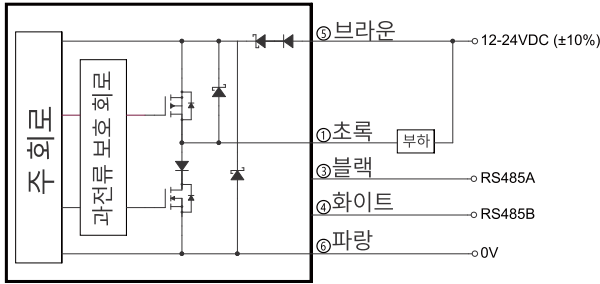 주 회로
과전류 보호 회로
⑤ 브라운
12-24VDC (±10%)
① 초록
부하
③ 블랙
RS485A
④ 화이트
RS485B
⑥ 파랑
0V